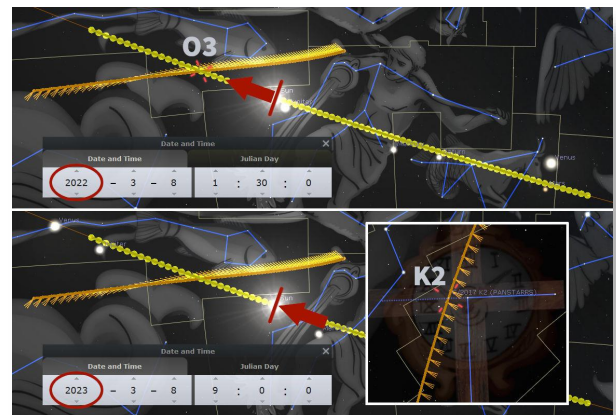 O3
Sun
Venus
Date and Time
Julian Day
×
2022 – 3 – 8 1 : 30 : 0
Venus
Sun
K2
2017 K2 (PANSTARRS)
Date and Time
Julian Day
×
2023 – 3 – 8 9 : 0 : 0